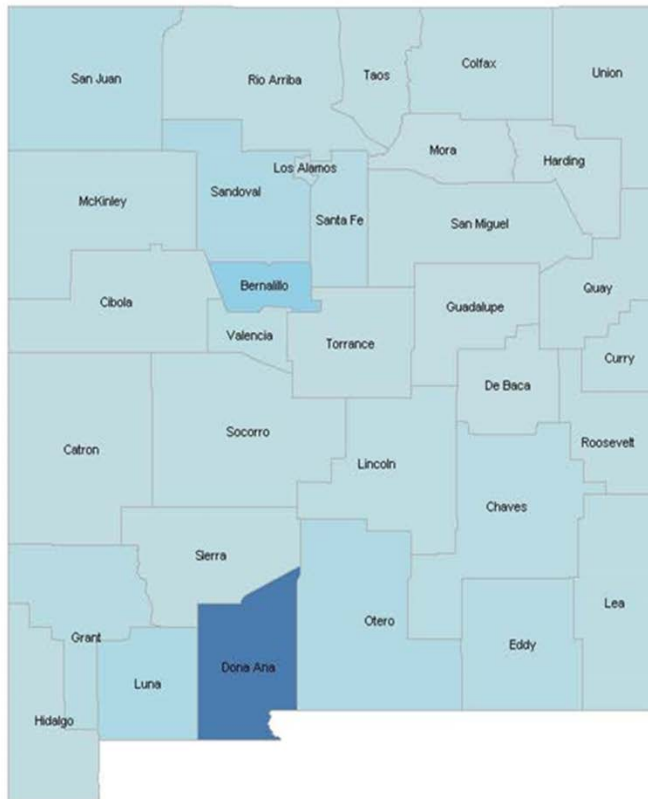 San Juan
Rio Arriba
Taos
Colfax
Union
Mora
Harding
Los Alamos
Sandoval
McKinley
Santa Fe
San Miguel
Bernalillo
Quay
Cibola
Guadalupe
Valencia
Torrance
Curry
De Baca
Socorro
Roosevelt
Catron
Lincoln
Chaves
Sierra
Lea
Otero
Grant
Eddy
Dona Ana
Luna
Hidalgo